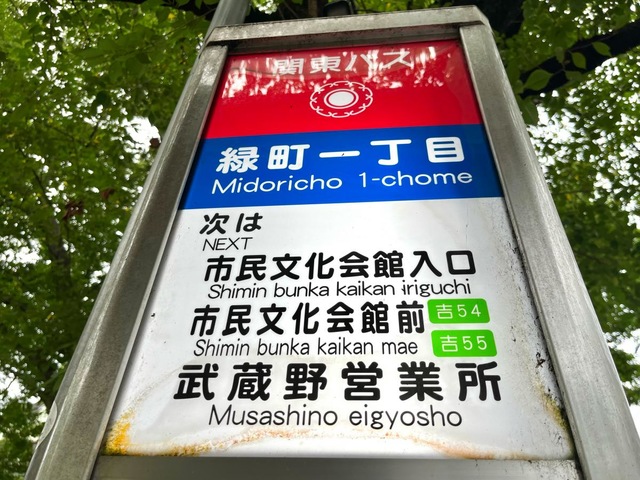 関東バス
緑町一丁目
Midoricho 1-chome
次は
NEXT
市民文化会館入口
Shimin bunka kaikan iriguchi
市民文化会館前 吉54
Shimin bunka kaikan mae 吉55
武蔵野営業所
Musashino eigyosho